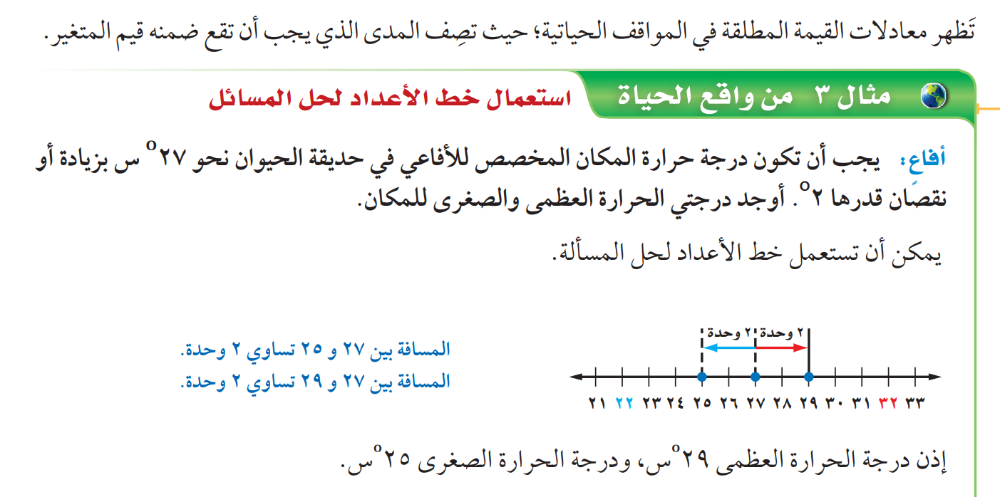 تَظهر معادلات القيمة المطلقة في المواقف الحياتية؛ حيث تصِف المدى الذي يجب أن تقع ضمنه قيم المتغير.
مثال ٣ من واقع الحياة استعمال خط الأعداد لحل المسائل
أفاعٍ: يجب أن تكون درجة حرارة المكان المخصص للأفاعي في حديقة الحيوان نحو ٢٧° س بزيادة أو
نقصان قدرها ٢°. أوجد درجتي الحرارة العظمى والصغرى للمكان.
يمكن أن تستعمل خط الأعداد لحل المسألة.
٢ وحدة ٢ وحدة
المسافة بين ٢٧ و ٢٥ تساوي ٢ وحدة.
المسافة بين ٢٧ و ٢٩ تساوي ٢ وحدة.
٢١ ٢٢ ٢٣ ٢٤ ٢٥ ٢٦ ٢٧ ٢٨ ٢٩ ٣٠ ٣١ ٣٢ ٣٣
إذن درجة الحرارة العظمى ٢٩°س، ودرجة الحرارة الصغرى ٢٥°س.